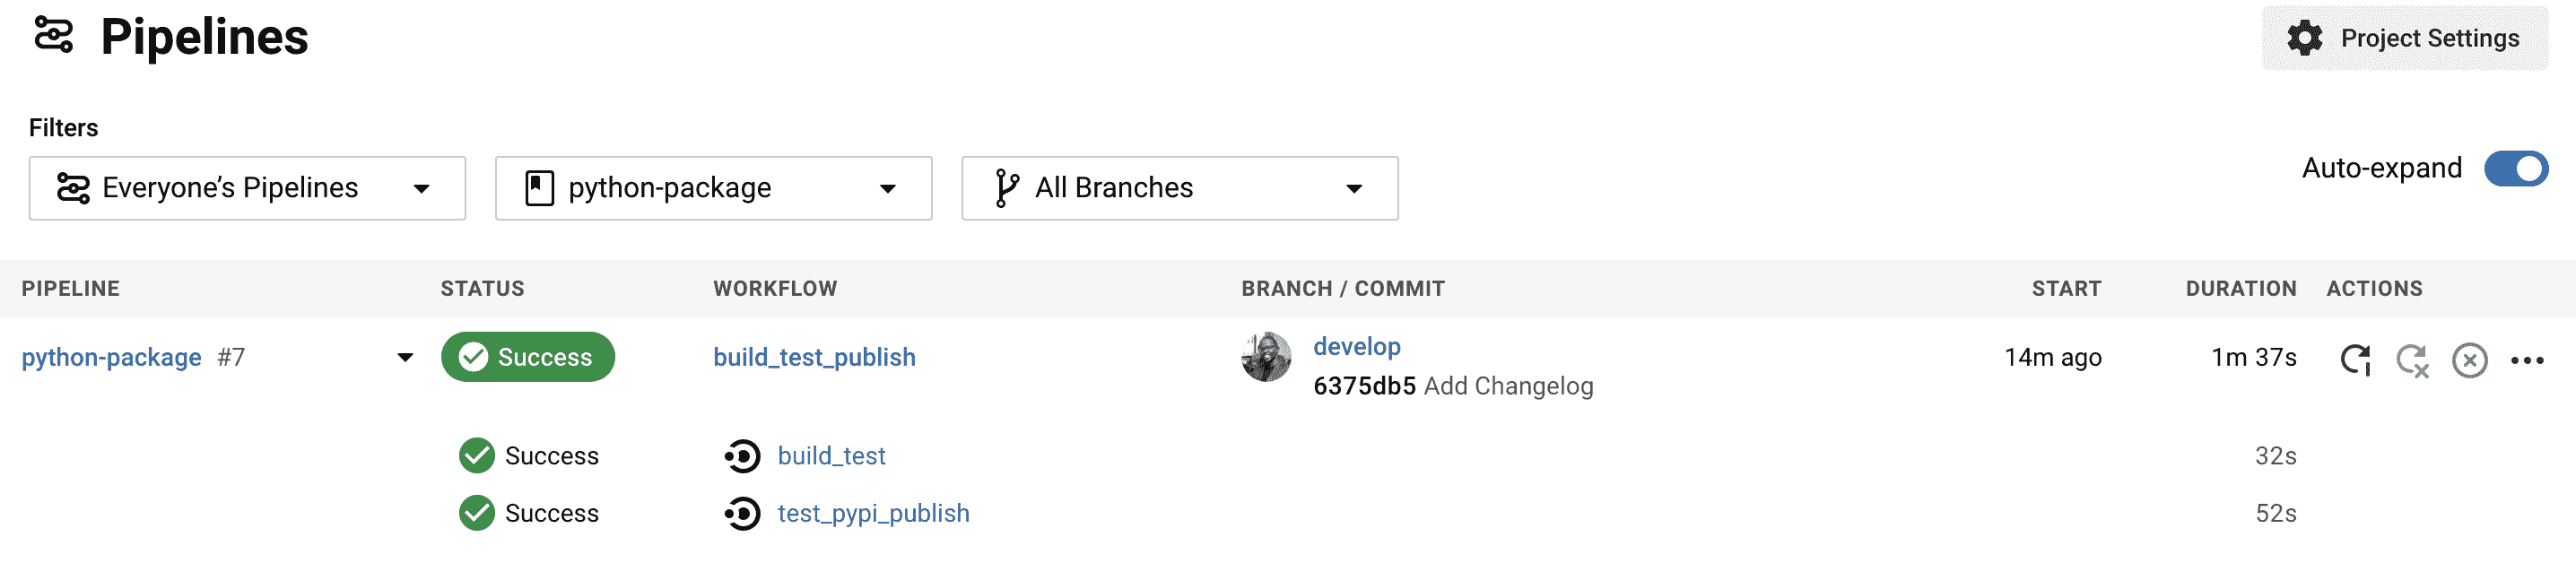 Pipelines
Project Settings
Filters
Everyone’s Pipelines
python-package
All Branches
Auto-expand
PIPELINE STATUS WORKFLOW BRANCH / COMMIT START DURATION ACTIONS
python-package #7 Success build_test_publish develop 14m ago 1m 37s
6375db5 Add Changelog
Success build_test 32s
Success test_pypi_publish 52s